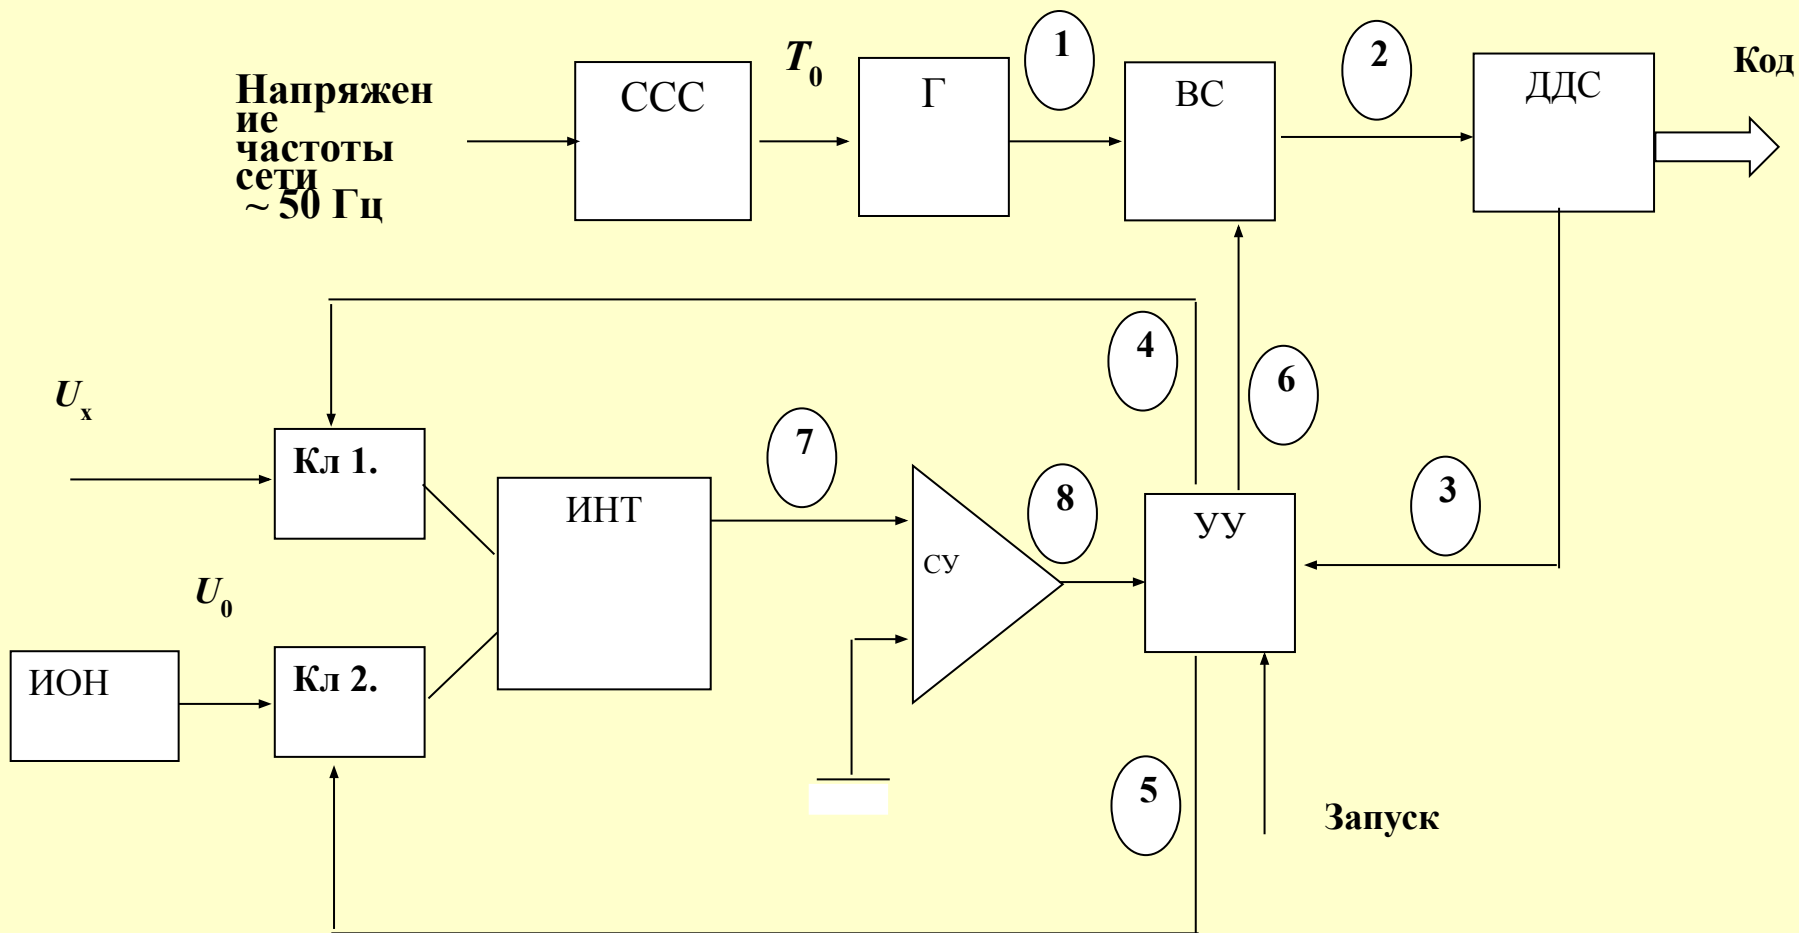 Напряжен
ие
частоты
сети
~ 50 Гц
ССС
T0
Г
1
ВС
2
ДДС
Код
4
6
3
Ux
Кл 1.
ИНТ
7
СУ
8
УУ
U0
ИОН
Кл 2.
5
Запуск